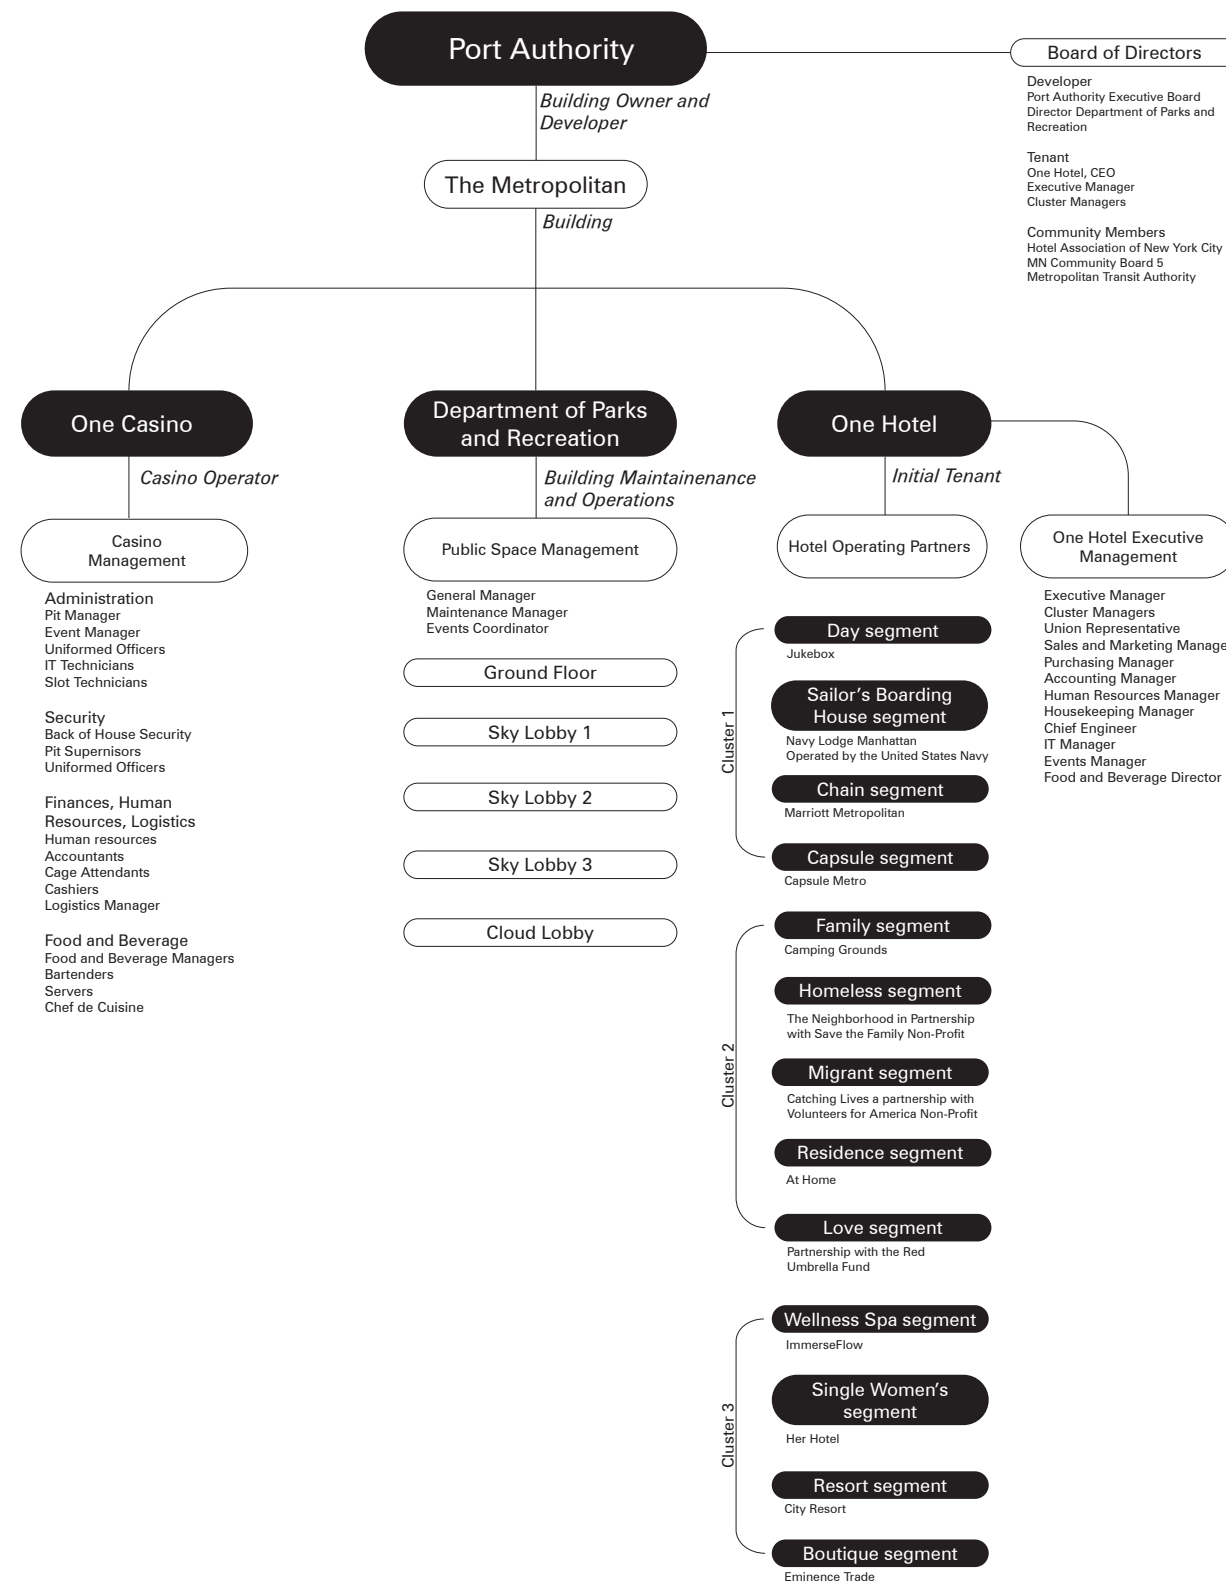 Port Authority
Building Owner and
Developer
Board of Directors
Developer
Port Authority Executive Board
Director Department of Parks and
Recreation
Tenant
One Hotel, CEO
Executive Manager
Cluster Managers
Community Members
Hotel Association of New York City
MN Community Board 5
Metropolitan Transit Authority
The Metropolitan
Building
One Casino
Casino Operator
Casino
Management
Administration
Pit Manager
Event Manager
Uniformed Officers
IT Technicians
Slot Technicians
Security
Back of House Security
Pit Supernisors
Uniformed Officers
Finances, Human
Resources, Logistics
Human resources
Accountants
Cage Attendants
Cashiers
Logistics Manager
Food and Beverage
Food and Beverage Managers
Bartenders
Servers
Chef de Cuisine
Department of Parks
and Recreation
Building Maintainenance
and Operations
Public Space Management
General Manager
Maintenance Manager
Events Coordinator
Ground Floor
Sky Lobby 1
Sky Lobby 2
Sky Lobby 3
Cloud Lobby
One Hotel
Initial Tenant
Hotel Operating Partners
Cluster 1
Day segment
Jukebox
Sailor's Boarding
House segment
Navy Lodge Manhattan
Operated by the United States Navy
Chain segment
Marriott Metropolitan
Capsule segment
Capsule Metro
Cluster 2
Family segment
Camping Grounds
Homeless segment
The Neighborhood in Partnership
with Save the Family Non-Profit
Migrant segment
Catching Lives a partnership with
Volunteers for America Non-Profit
Residence segment
At Home
Love segment
Partnership with the Red
Umbrella Fund
Cluster 3
Wellness Spa segment
ImmerseFlow
Single Women's
segment
Her Hotel
Resort segment
City Resort
Boutique segment
Eminence Trade
One Hotel Executive
Management
Executive Manager
Cluster Managers
Union Representative
Sales and Marketing Manage
Purchasing Manager
Accounting Manager
Human Resources Manager
Housekeeping Manager
Chief Engineer
IT Manager
Events Manager
Food and Beverage Director